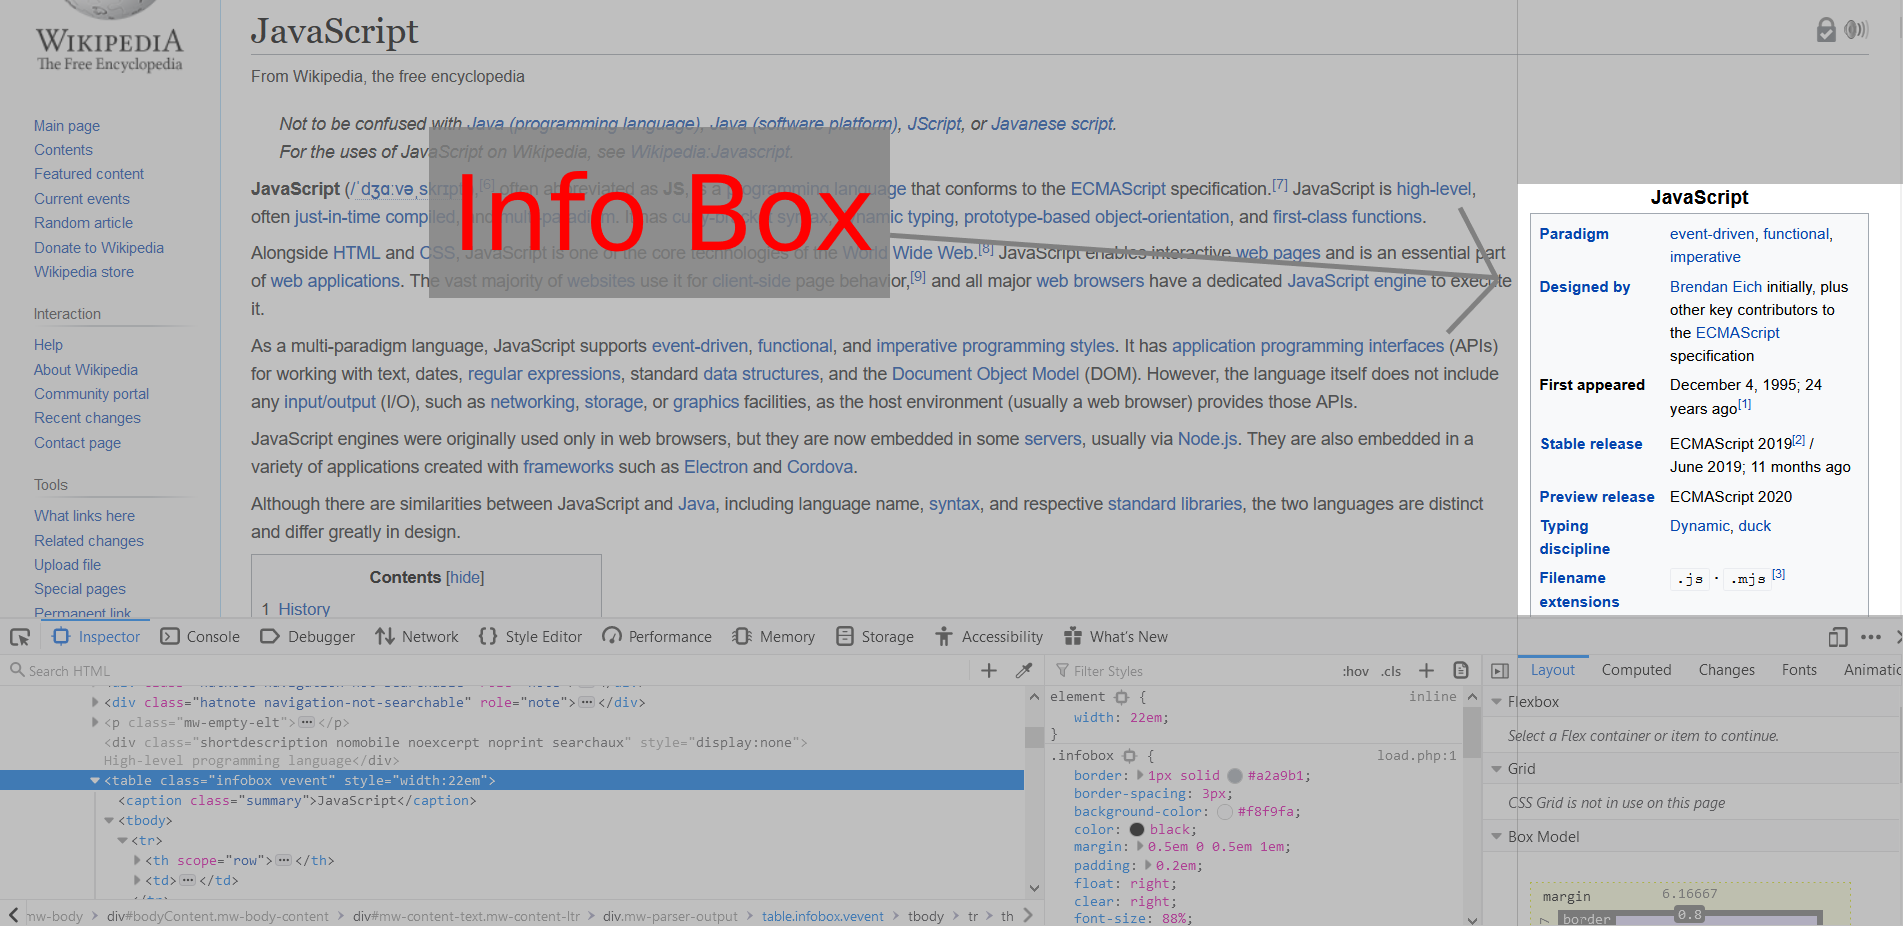 WIKIPEDIA
The Free Encyclopedia
Main page
Contents
Featured content
Current events
Random article
Donate to Wikipedia
Wikipedia store
Interaction
Help
About Wikipedia
Community portal
Recent changes
Contact page
Tools
What links here
Related changes
Upload file
Special pages
Permanent link
JavaScript
From Wikipedia, the free encyclopedia
Not to be confused with Java (programming language), Java (software platform), JScript, or Javanese script.
For the uses of JavaScript on Wikipedia, see Wikipedia:Javascript.
Info Box
JavaScript (/ˈdʒɑːvəˌskrɪpt/),[6] often abbreviated as JS, is a programming language that conforms to the ECMAScript specification.[7] JavaScript is high-level,
often just-in-time compiled, and multi-paradigm. It has curly-bracket syntax, dynamic typing, prototype-based object-orientation, and first-class functions.
Alongside HTML and CSS, JavaScript is one of the core technologies of the World Wide Web.[8] JavaScript enables interactive web pages and is an essential part
of web applications. The vast majority of websites use it for client-side page behavior,[9] and all major web browsers have a dedicated JavaScript engine to execute
it.
As a multi-paradigm language, JavaScript supports event-driven, functional, and imperative programming styles. It has application programming interfaces (APIs)
for working with text, dates, regular expressions, standard data structures, and the Document Object Model (DOM). However, the language itself does not include
any input/output (I/O), such as networking, storage, or graphics facilities, as the host environment (usually a web browser) provides those APIs.
JavaScript engines were originally used only in web browsers, but they are now embedded in some servers, usually via Node.js. They are also embedded in a
variety of applications created with frameworks such as Electron and Cordova.
Although there are similarities between JavaScript and Java, including language name, syntax, and respective standard libraries, the two languages are distinct
and differ greatly in design.
Contents [hide]
1 History
JavaScript
Paradigm event-driven, functional,
imperative
Designed by Brendan Eich initially, plus
other key contributors to
the ECMAScript
specification
First appeared December 4, 1995; 24
years ago[1]
Stable release ECMAScript 2019[2] /
June 2019; 11 months ago
Preview release ECMAScript 2020
Typing Dynamic, duck
discipline
Filename .js · .mjs [3]
extensions
Inspector Console Debugger Network Style Editor Performance Memory Storage Accessibility What's New
Search HTML
<div class="hatnote navigation-not-searchable" role="note"></div>
<div class="hatnote navigation-not-searchable" role="note">⋯</div>
<p class="mw-empty-elt">⋯</p>
<div class="shortdescription nomobile noexcerpt noprint searchaux" style="display:none">
High-level programming language</div>
<table class="infobox vevent" style="width:22em">
<caption class="summary">JavaScript</caption>
<tbody>
<tr>
<th scope="row">⋯</th>
<td>⋯</td>
</tr>
mw-body > div#bodyContent.mw-body-content > div#mw-content-text.mw-content-ltr > div.mw-parser-output > table.infobox.vevent > tbody > tr > th
Filter Styles :hov .cls +
element { inline
width: 22em;
}
.infobox { load.php:1
border: 1px solid #a2a9b1;
border-spacing: 3px;
background-color: #f8f9fa;
color: black;
margin: 0.5em 0 0.5em 1em;
padding: 0.2em;
float: right;
clear: right;
font-size: 88%;
Layout Computed Changes Fonts Animatic
Flexbox
Select a Flex container or item to continue.
Grid
CSS Grid is not in use on this page
Box Model
margin 6.16667
border 0.8